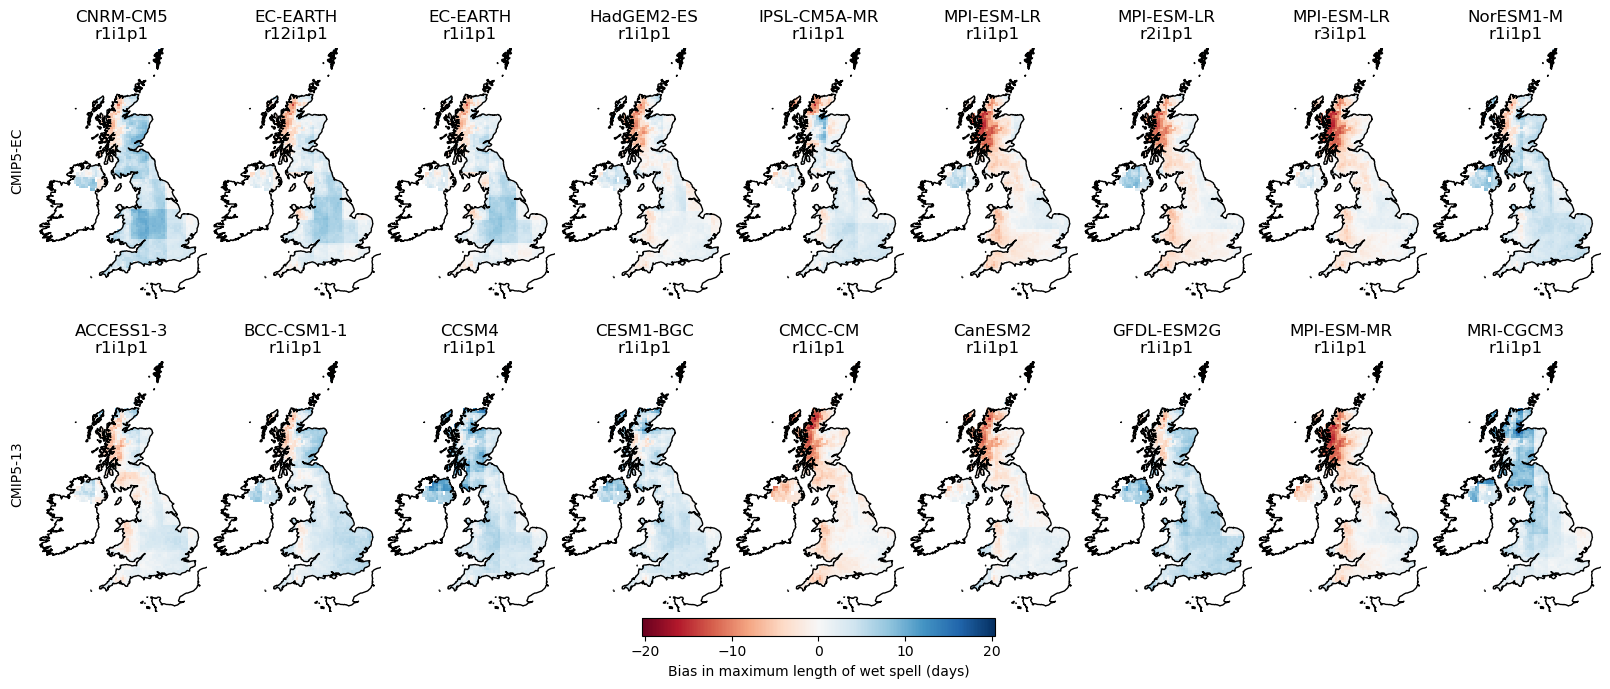 CNRM-CM5 EC-EARTH EC-EARTH HadGEM2-ES IPSL-CM5A-MR MPI-ESM-LR MPI-ESM-LR MPI-ESM-LR NorESM1-M
r1i1p1 r12i1p1 r1i1p1 r1i1p1 r1i1p1 r1i1p1 r2i1p1 r3i1p1 r1i1p1
CMIP5-EC
ACCESS1-3 BCC-CSM1-1 CCSM4 CESM1-BGC CMCC-CM CanESM2 GFDL-ESM2G MPI-ESM-MR MRI-CGCM3
r1i1p1 r1i1p1 r1i1p1 r1i1p1 r1i1p1 r1i1p1 r1i1p1 r1i1p1 r1i1p1
CMIP5-13
−20 −10 0 10 20
Bias in maximum length of wet spell (days)